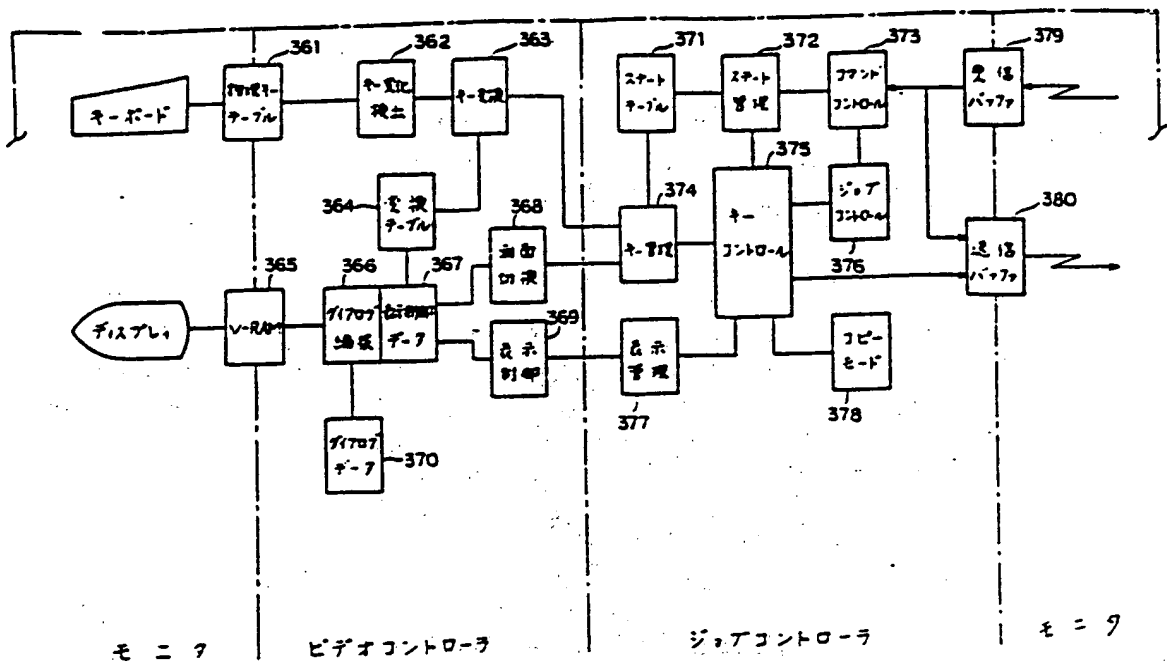 361
362
363
371
372
373
379
キーボード
物理キー
テーブル
キー変化
検出
キー変換
ステート
テーブル
ステート
管理
コマンド
コントロール
受信
バッファ
364
変換
テーブル
368
画面
切換
374
キー管理
375
キー
コントロール
ジョブ
コントロール
376
380
送信
バッファ
365
366
367
ディスプレイ
V-RAM
ダイアログ
編数
表示制御
データ
369
表示
制御
表示
管理
377
コピー
モード
378
ダイアログ
データ
370
モニタ
ビデオコントローラ
ジョブコントローラ
モニタ